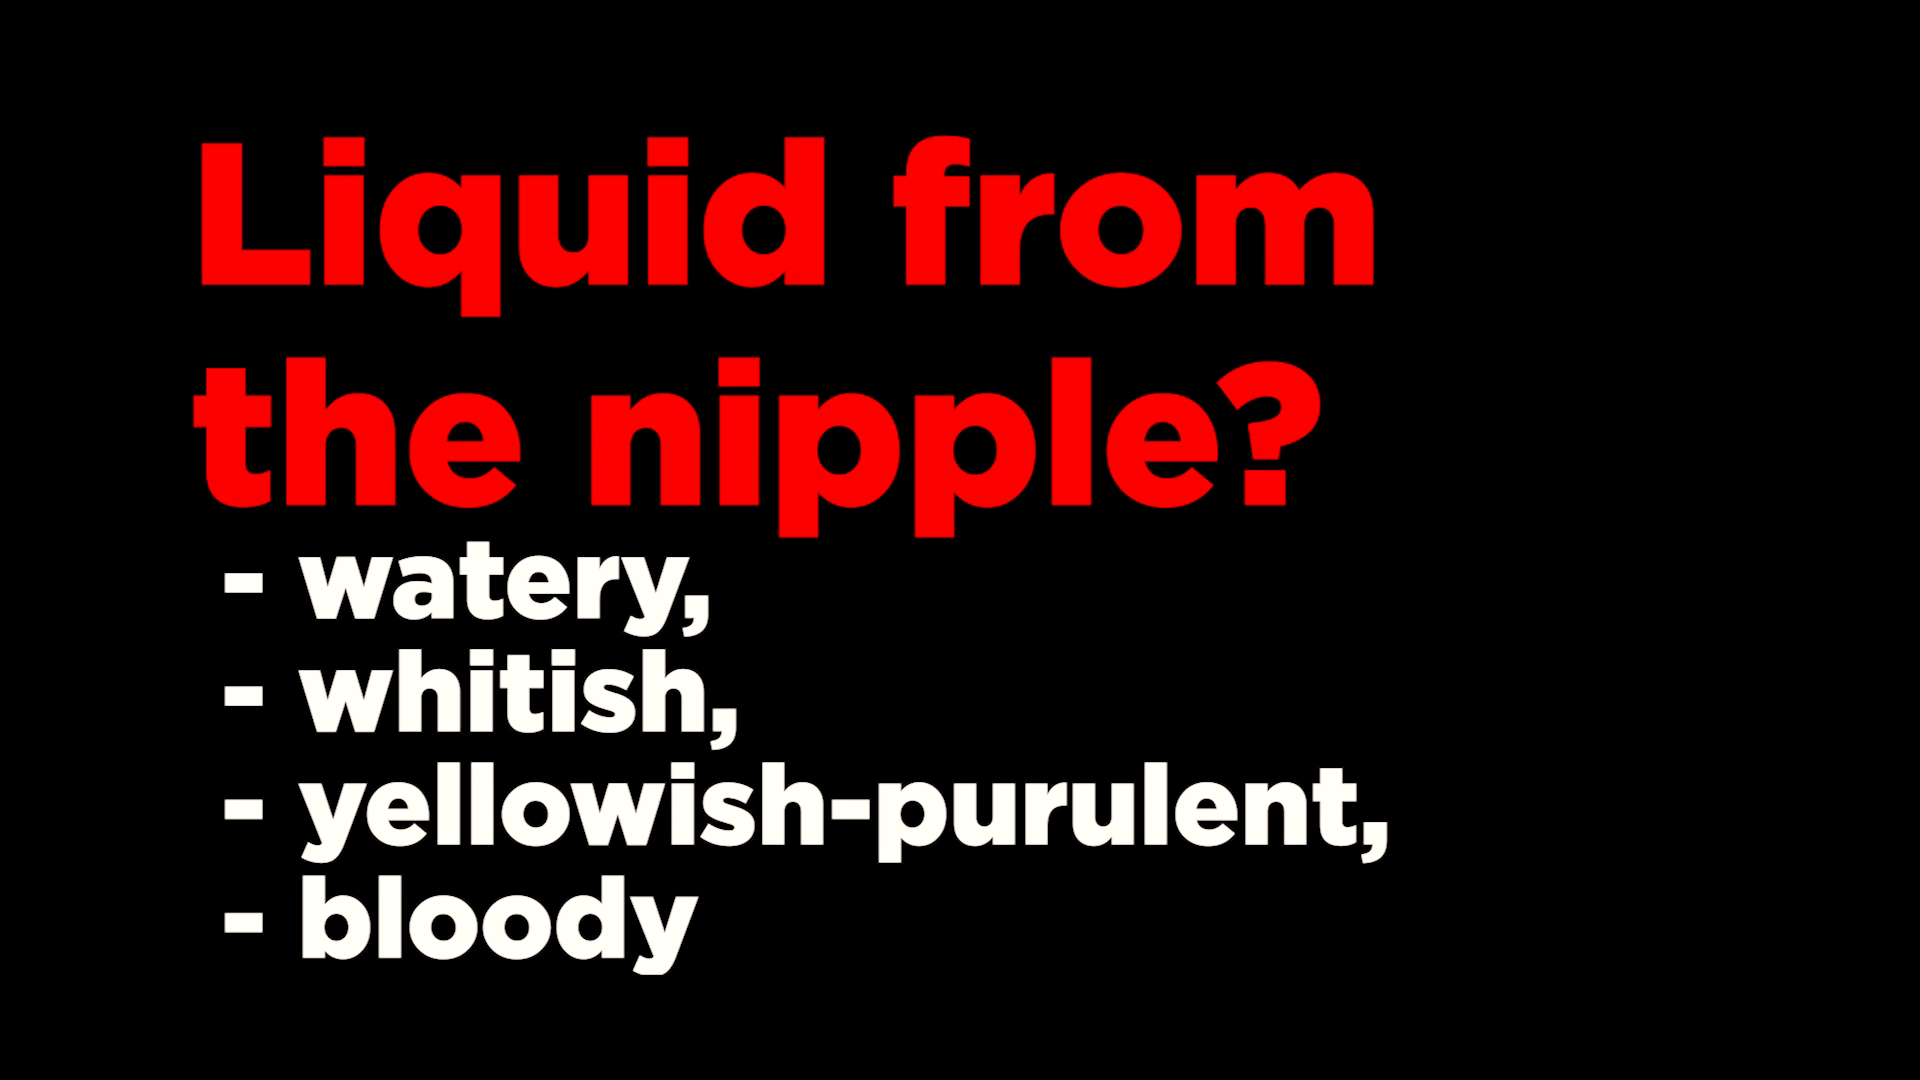 Liquid from
the nipple?
- watery,
- whitish,
- yellowish-purulent,
- bloody